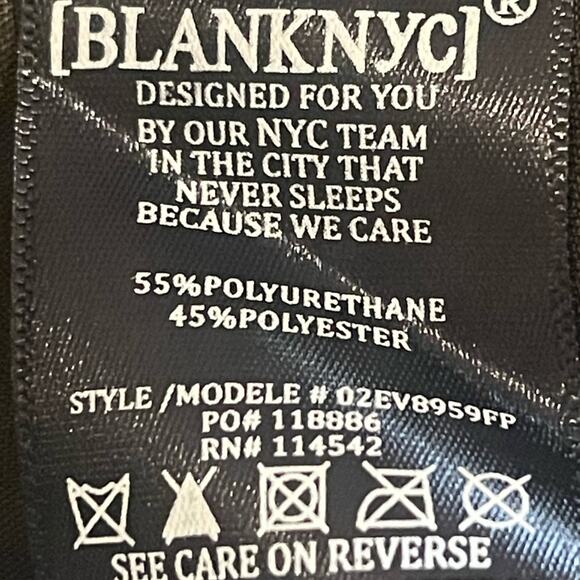 [BLANKNYC]®
DESIGNED FOR YOU
BY OUR NYC TEAM
IN THE CITY THAT
NEVER SLEEPS
BECAUSE WE CARE
55%POLYURETHANE
45%POLYESTER
STYLE /MODELE # 02EV8959FP
PO# 118886
RN# 114542
SEE CARE ON REVERSE